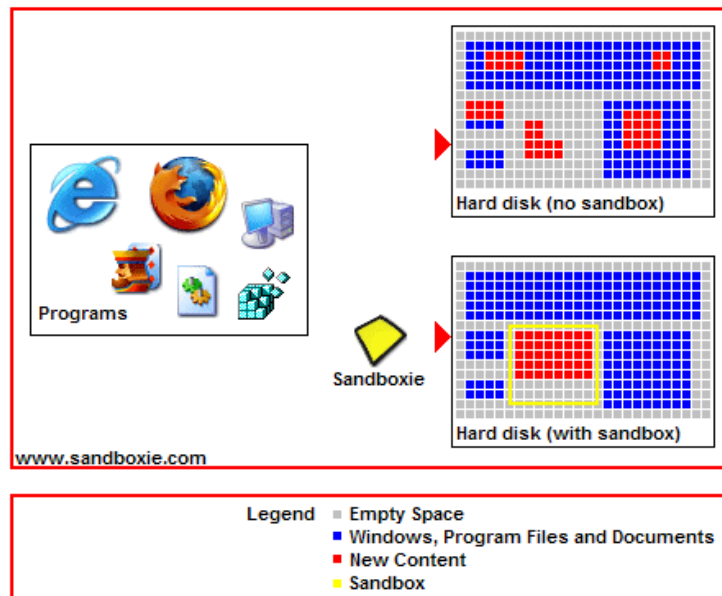 Hard disk (no sandbox)
Programs
Sandboxie
Hard disk (with sandbox)
www.sandboxie.com
Legend
Empty Space
Windows, Program Files and Documents
New Content
Sandbox